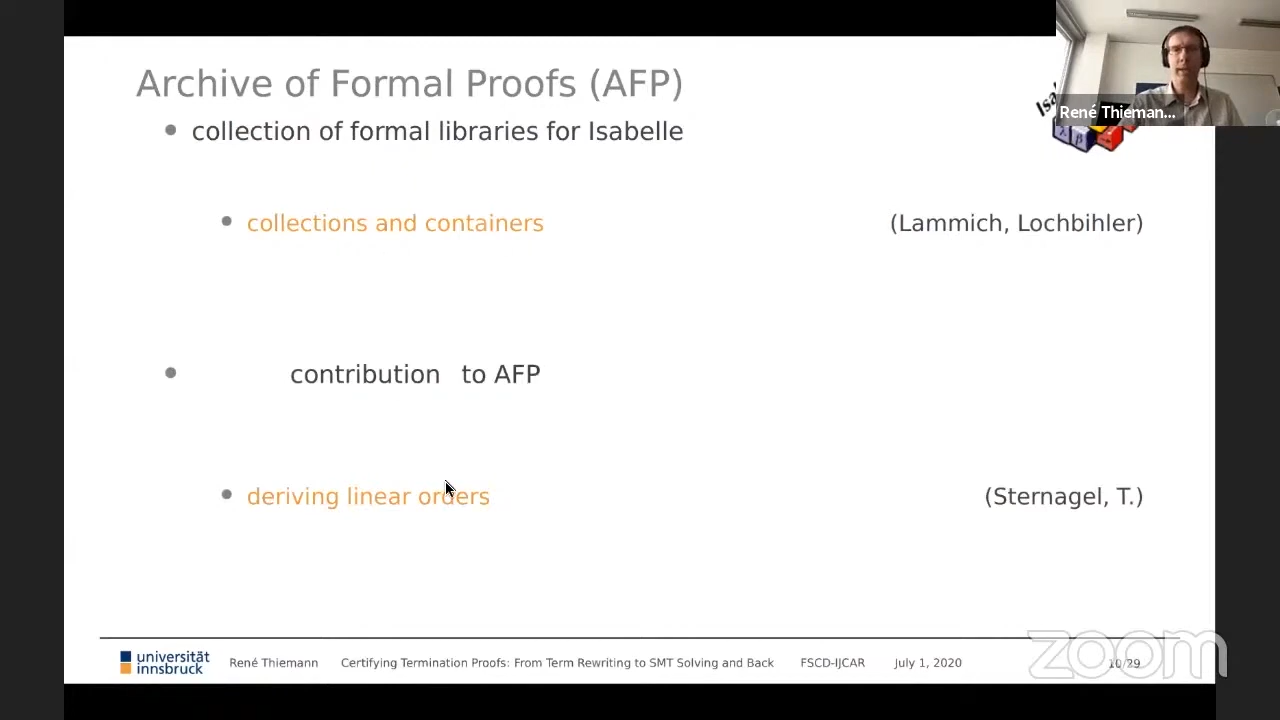 Archive of Formal Proofs (AFP)
Isa
René Thieman...
• collection of formal libraries for Isabelle
• collections and containers (Lammich, Lochbihler)
• contribution to AFP
• deriving linear orders (Sternagel, T.)
universität
innsbruck
René Thiemann Certifying Termination Proofs: From Term Rewriting to SMT Solving and Back FSCD-IJCAR July 1, 2020 10/29
zoom